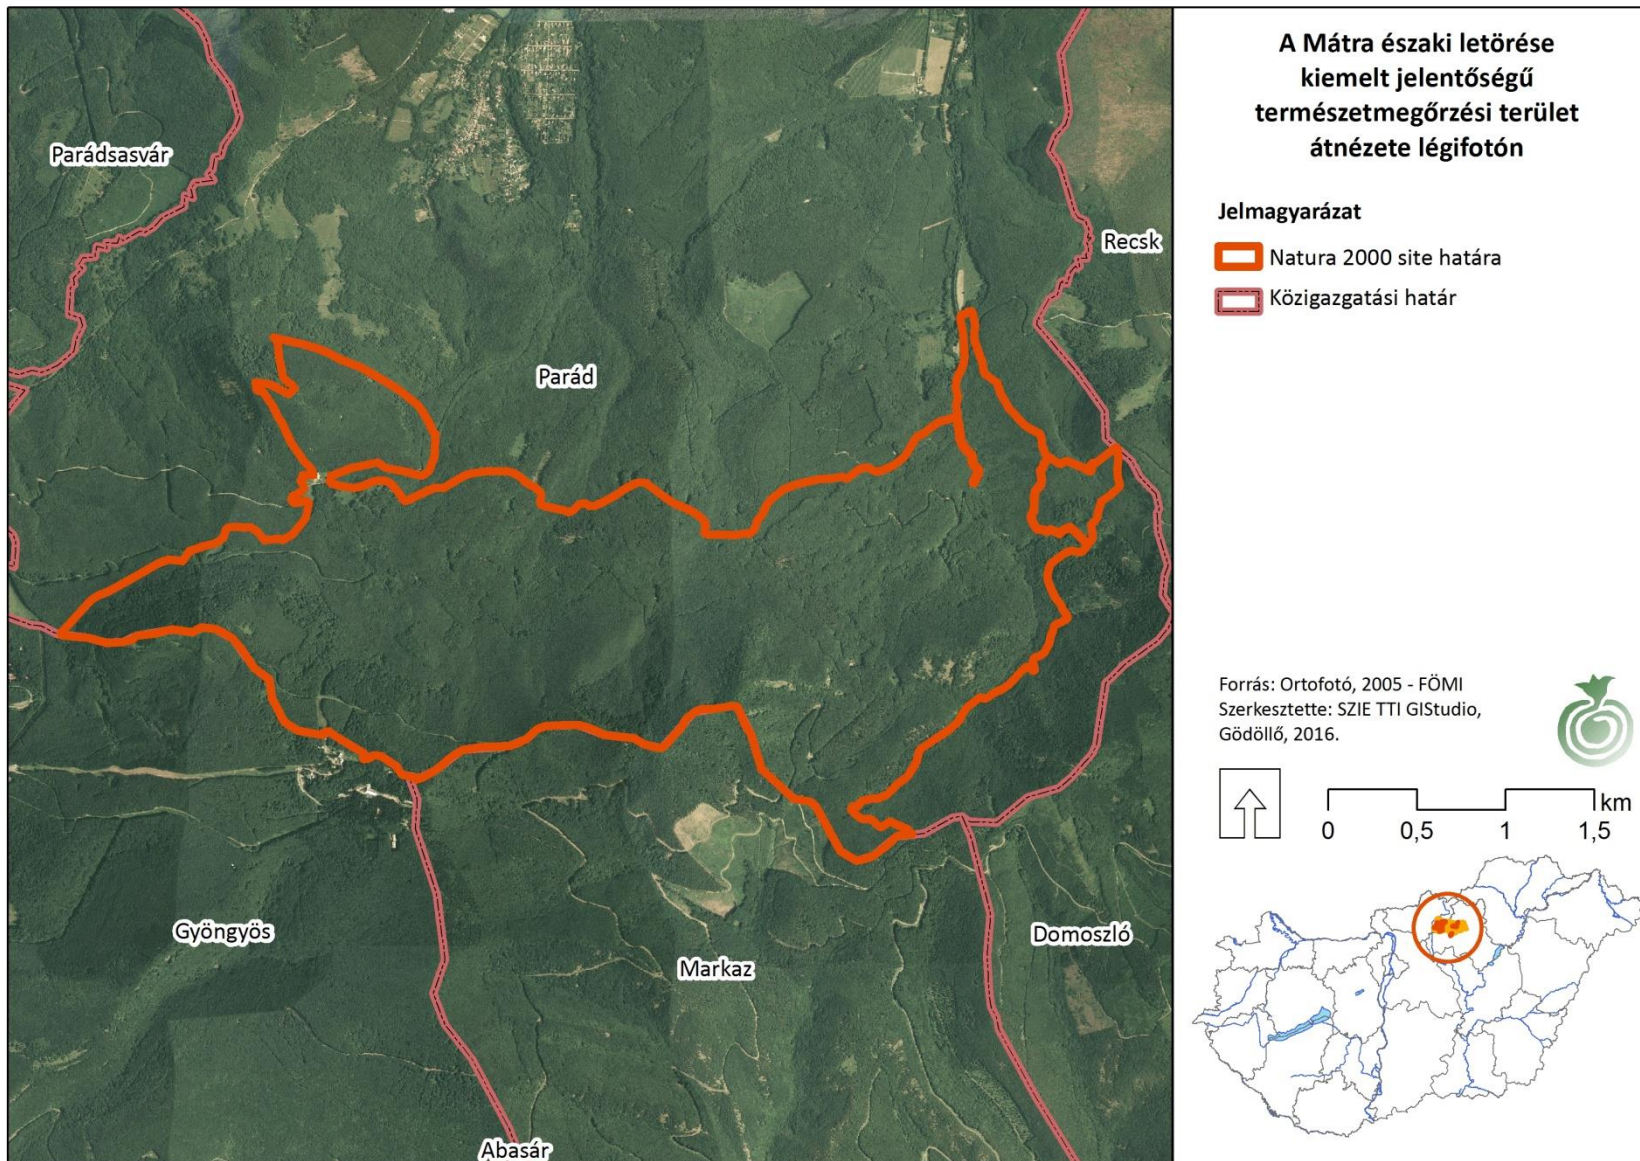 A Mátra északi letörése
kiemelt jelentőségű
természetmegőrzési terület
átnézete légifotón
Jelmagyarázat
Natura 2000 site határa
Közigazgatási határ
Parádsasvár
Recsk
Parád
Gyöngyös
Markaz
Domoszló
Abasár
Forrás: Ortofotó, 2005 - FÖMI
Szerkesztette: SZIE TTI GIStudio,
Gödöllő, 2016.
km
0 0,5 1 1,5